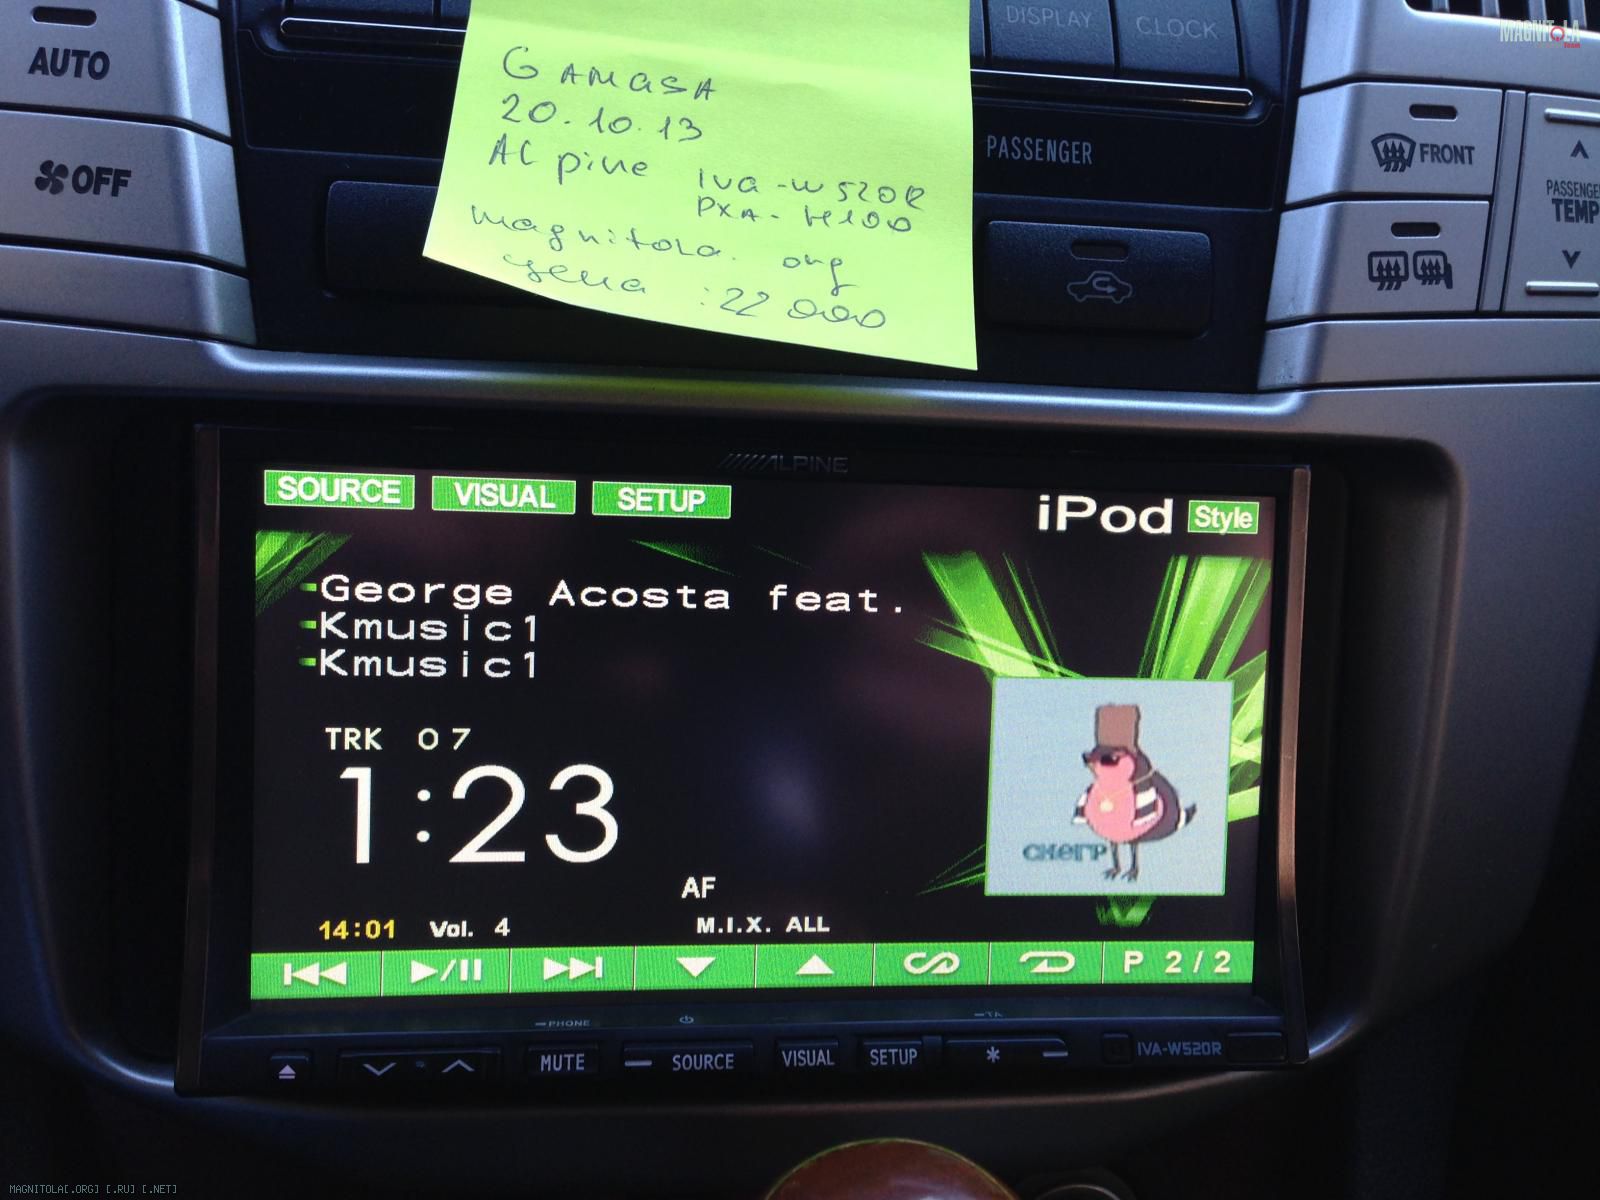 MAGNITOLA
Team
DISPLAY
CLOCK
AUTO
OFF
PASSENGER
FRONT
PASSENGER
TEMP
GAMASA
20.10.13
ALpine IVA-W520R
PXA-H100
magnitola.org
цена :22 000
ALPINE
SOURCE VISUAL SETUP
iPod Style
George Acosta feat.
Kmusic1
Kmusic1
TRK 07
1:23
снегр
AF
14:01 Vol. 4 M.I.X. ALL
P 2/2
PHONE
TA
MUTE SOURCE VISUAL SETUP * IVA-W520R
MAGNITOLA[.ORG] [.RU] [.NET]